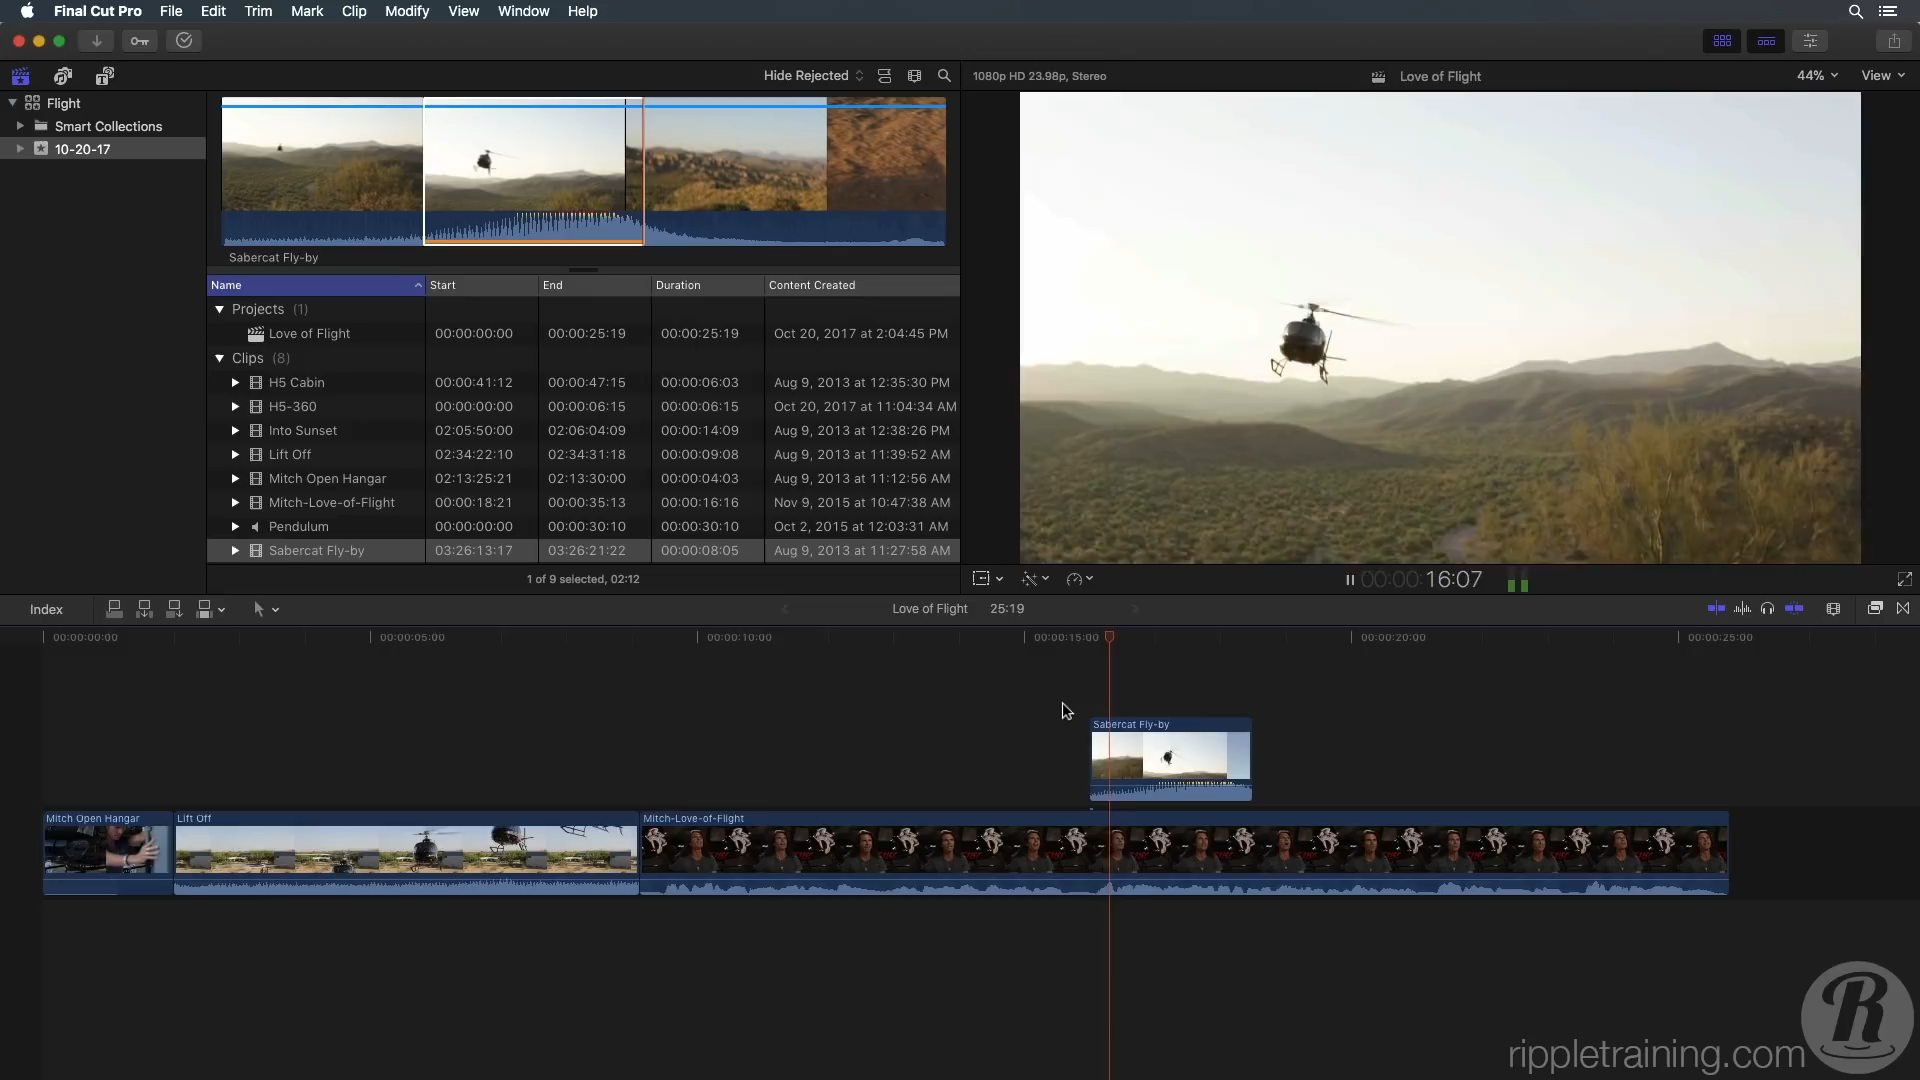 Final Cut Pro File Edit Trim Mark Clip Modify View Window Help
Hide Rejected
1080p HD 23.98p, Stereo
Love of Flight
44%
View
Flight
Smart Collections
10-20-17
Sabercat Fly-by
Name Start End Duration Content Created
Projects (1)
Love of Flight 00:00:00:00 00:00:25:19 00:00:25:19 Oct 20, 2017 at 2:04:45 PM
Clips (8)
H5 Cabin 00:00:41:12 00:00:47:15 00:00:06:03 Aug 9, 2013 at 12:35:30 PM
H5-360 00:00:00:00 00:00:06:15 00:00:06:15 Oct 20, 2017 at 11:04:34 AM
Into Sunset 02:05:50:00 02:06:04:09 00:00:14:09 Aug 9, 2013 at 12:38:26 PM
Lift Off 02:34:22:10 02:34:31:18 00:00:09:08 Aug 9, 2013 at 11:39:52 AM
Mitch Open Hangar 02:13:25:21 02:13:30:00 00:00:04:03 Aug 9, 2013 at 11:12:56 AM
Mitch-Love-of-Flight 00:00:18:21 00:00:35:13 00:00:16:16 Nov 9, 2015 at 10:47:38 AM
Pendulum 00:00:00:00 00:00:30:10 00:00:30:10 Oct 2, 2015 at 12:03:31 AM
Sabercat Fly-by 03:26:13:17 03:26:21:22 00:00:08:05 Aug 9, 2013 at 11:27:58 AM
1 of 9 selected, 02:12
00:00:16:07
Index
Love of Flight 25:19
00:00:00:00 00:00:05:00 00:00:10:00 00:00:15:00 00:00:20:00 00:00:25:00
Sabercat Fly-by
Mitch Open Hangar
Lift Off
Mitch-Love-of-Flight
R
rippletraining.com